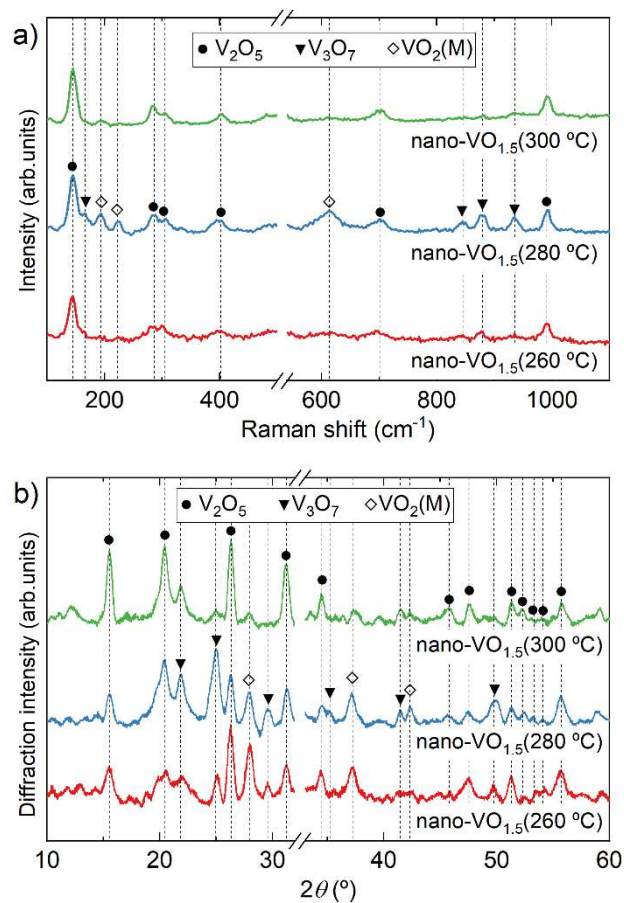 a)
● V₂O₅ ▼ V₃O₇ ◇ VO₂(M)
nano-VO₁.₅(300 ºC)
nano-VO₁.₅(280 ºC)
nano-VO₁.₅(260 ºC)
Intensity (arb.units)
200 400 600 800 1000
Raman shift (cm⁻¹)
b)
● V₂O₅ ▼ V₃O₇ ◇ VO₂(M)
nano-VO₁.₅(300 ºC)
nano-VO₁.₅(280 ºC)
nano-VO₁.₅(260 ºC)
Diffraction intensity (arb.units)
10 20 30 40 50 60
2θ (º)